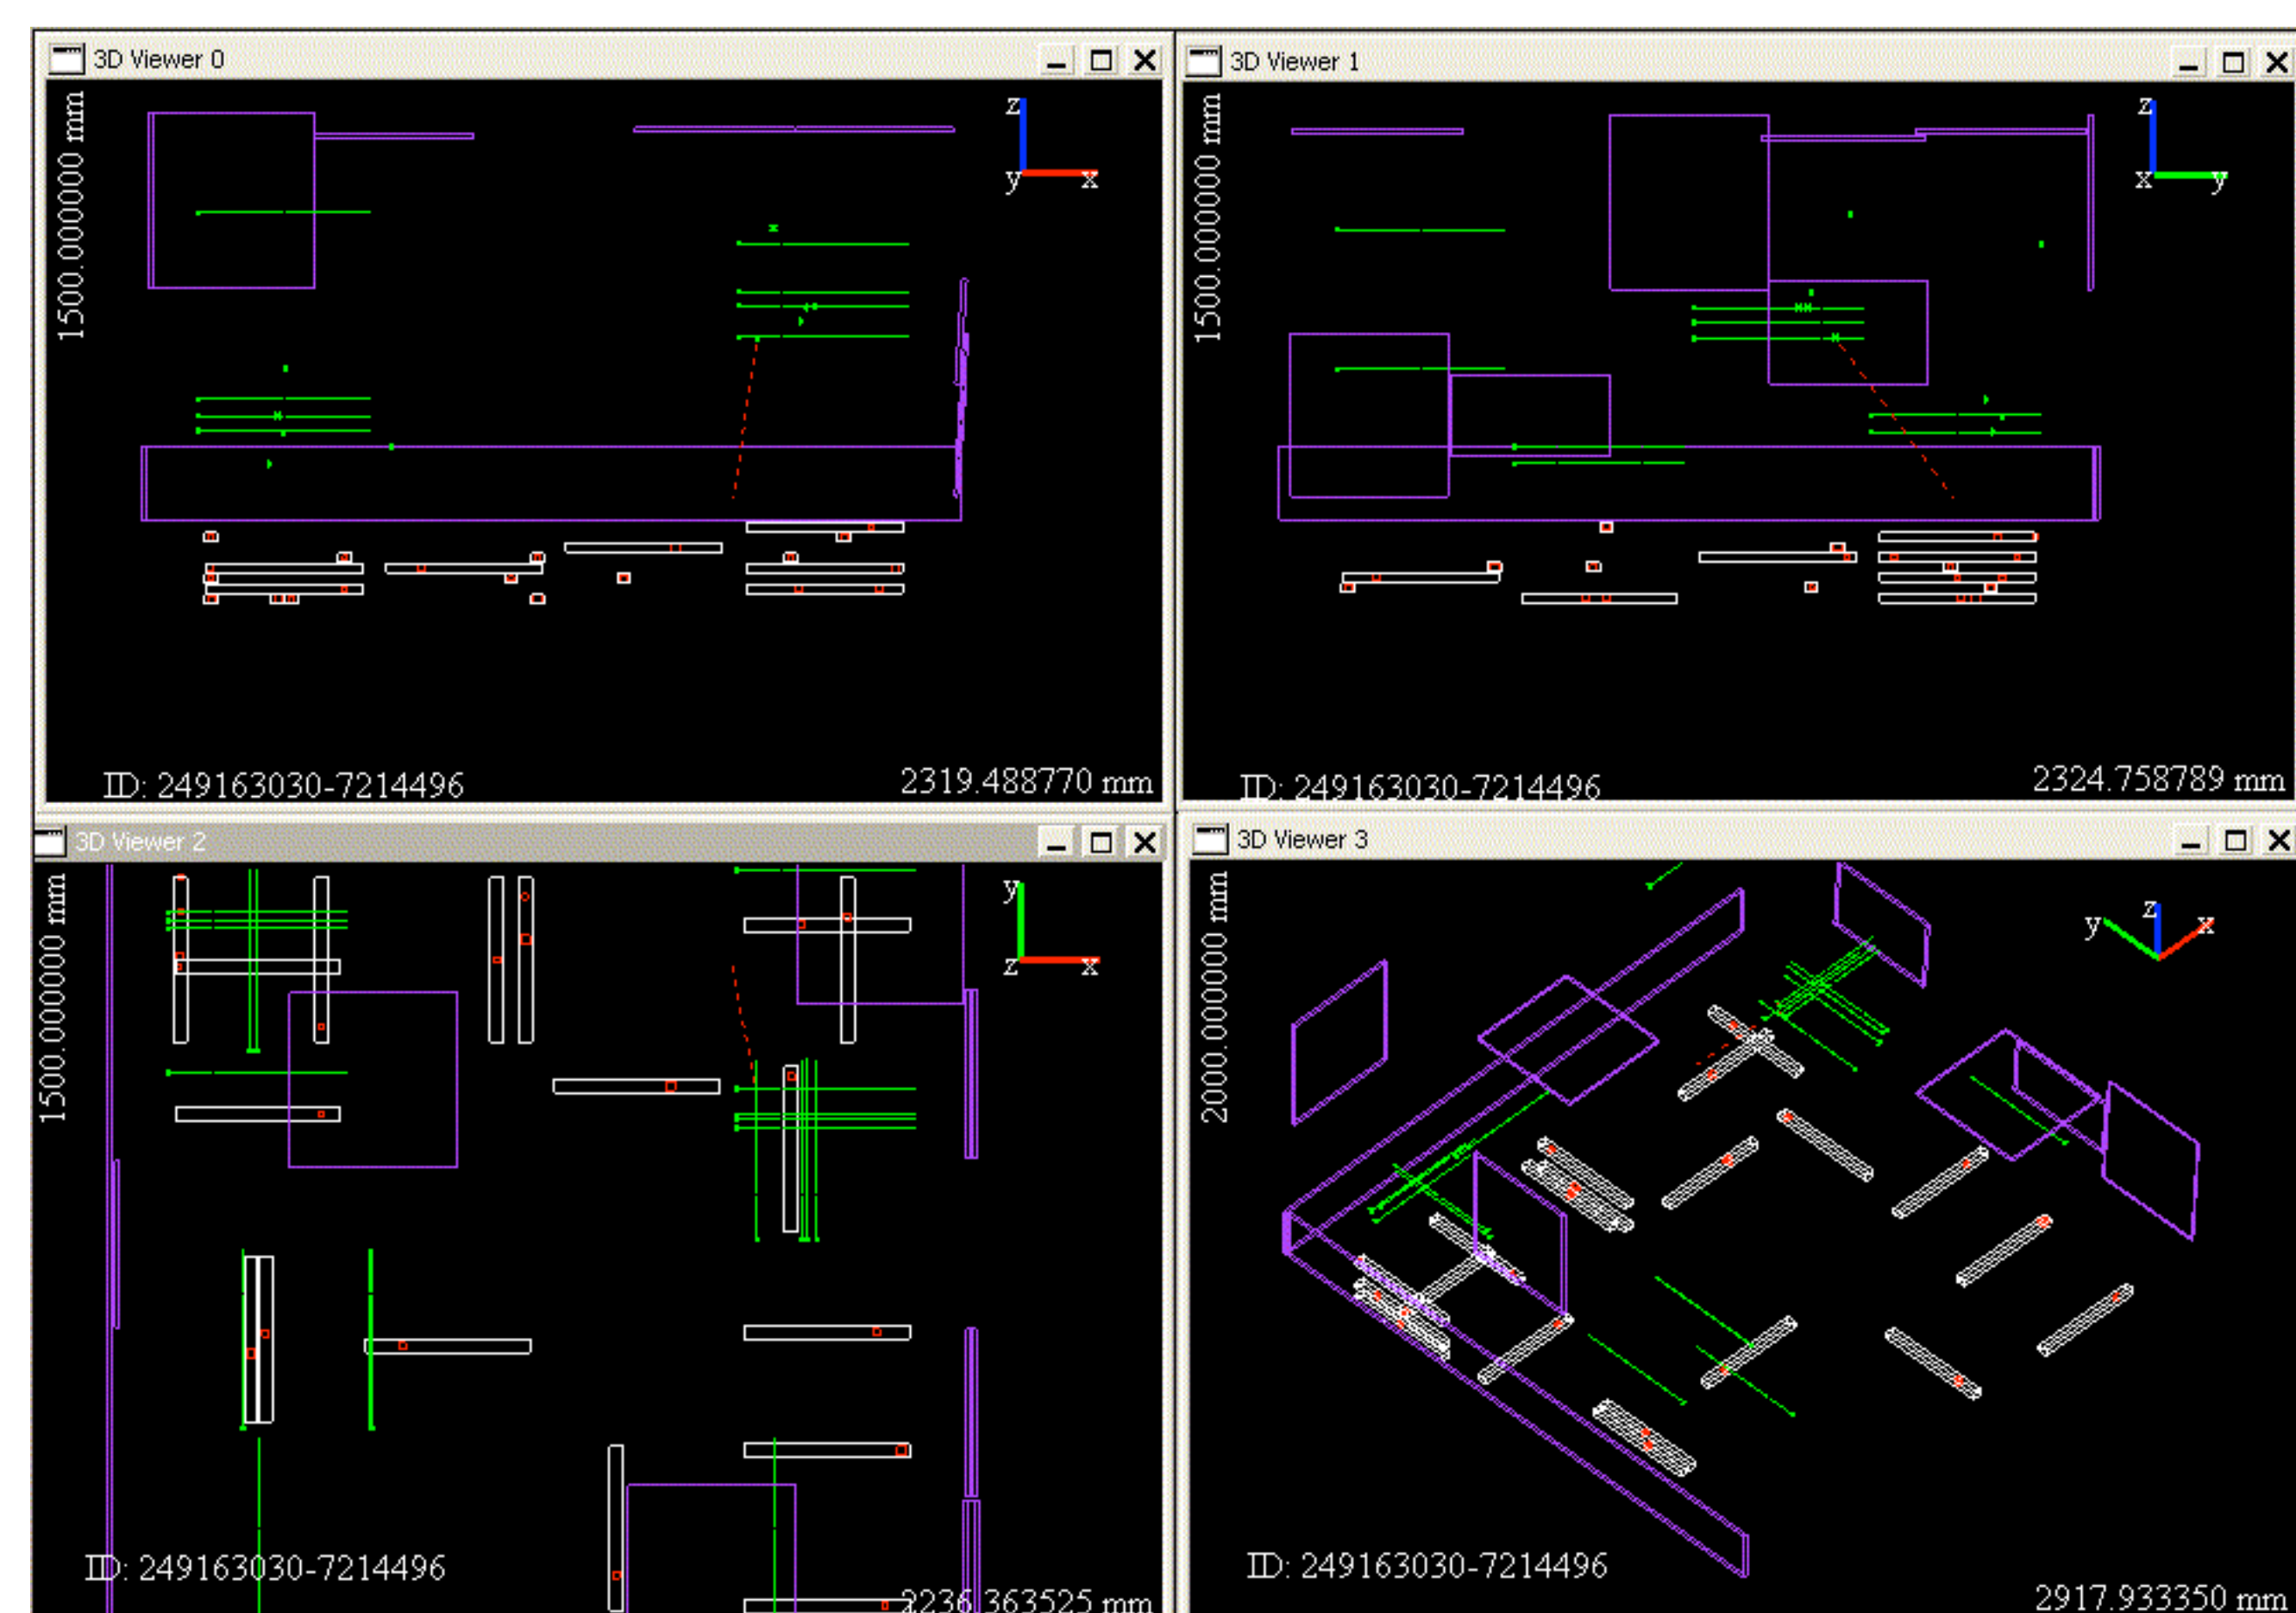 3D Viewer 0
1500.000000 mm
z
y x
ID: 249163030-7214496
2319.488770 mm
3D Viewer 1
1500.000000 mm
z
x y
ID: 249163030-7214496
2324.758789 mm
3D Viewer 2
1500.000000 mm
y
z x
ID: 249163030-7214496
2236.363525 mm
3D Viewer 3
2000.000000 mm
y z x
ID: 249163030-7214496
2917.933350 mm